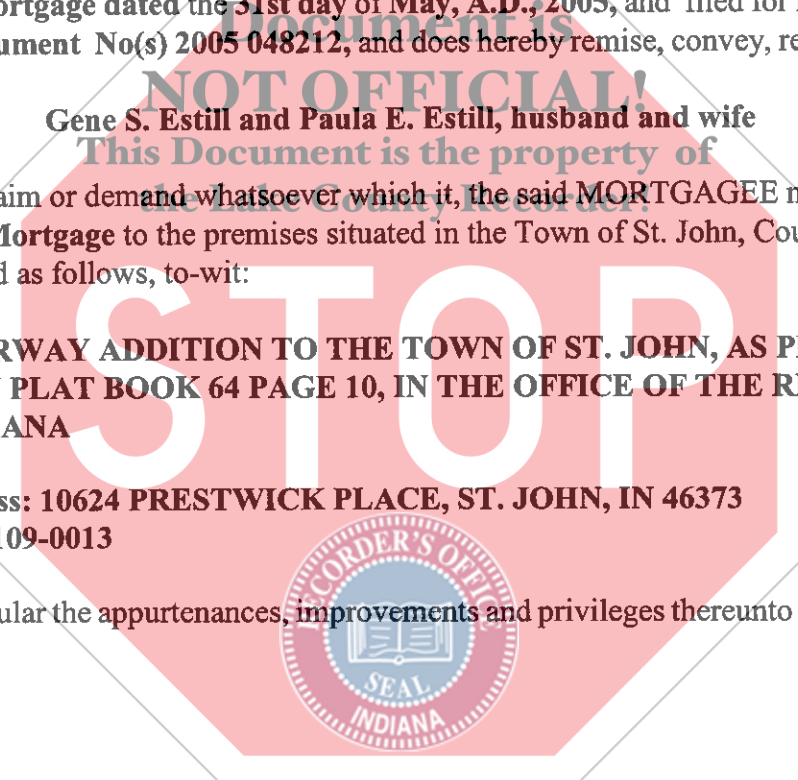 ortgage dated the 31st day of May, A.D., 2005, and filed for
Document is
ument No(s) 2005 048212, and does hereby remise, convey, re
NOT OFFICIAL!
Gene S. Estill and Paula E. Estill, husband and wife
This Document is the property of
aim or demand whatsoever which it, the said MORTGAGEE m
the Lake County Recorder!
Mortgage to the premises situated in the Town of St. John, Cou
d as follows, to-wit:
STOP
RWAY ADDITION TO THE TOWN OF ST. JOHN, AS P
PLAT BOOK 64 PAGE 10, IN THE OFFICE OF THE RE
ANA
ss: 10624 PRESTWICK PLACE, ST. JOHN, IN 46373
109-0013
RECORDER'S OFFICE
ular the appurtenances, improvements and privileges thereunto
SEAL
INDIANA